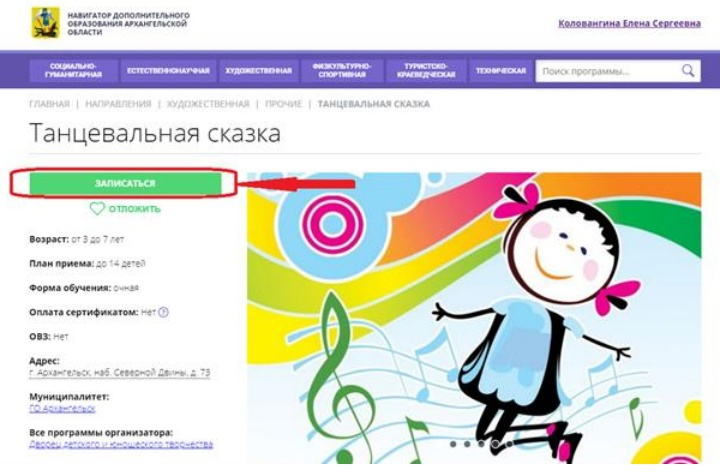 НАВИГАТОР ДОПОЛНИТЕЛЬНОГО
ОБРАЗОВАНИЯ АРХАНГЕЛЬСКОЙ
ОБЛАСТИ
Коловангина Елена Сергеевна
СОЦИАЛЬНО-
ГУМАНИТАРНАЯ
ЕСТЕСТВЕННОНАУЧНАЯ
ХУДОЖЕСТВЕННАЯ
ФИЗКУЛЬТУРНО-
СПОРТИВНАЯ
ТУРИСТСКО-
КРАЕВЕДЧЕСКАЯ
ТЕХНИЧЕСКАЯ
Поиск программы...
ГЛАВНАЯ | НАПРАВЛЕНИЯ | ХУДОЖЕСТВЕННАЯ | ПРОЧИЕ | ТАНЦЕВАЛЬНАЯ СКАЗКА
Танцевальная сказка
ЗАПИСАТЬСЯ
ОТЛОЖИТЬ
Возраст: от 3 до 7 лет
План приема: до 14 детей
Форма обучения: очная
Оплата сертификатом: нет ?
ОВЗ: нет
Адрес:
г. Архангельск, наб. Северной Двины, д. 73
Муниципалитет:
ГО Архангельск
Все программы организатора:
Дворец детского и юношеского творчества